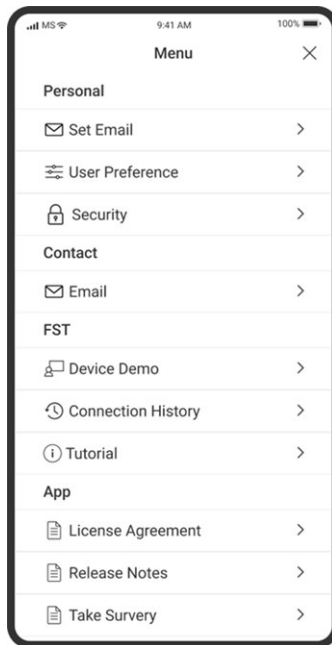 MS 9:41 AM 100%
Menu
Personal
Set Email
User Preference
Security
Contact
Email
FST
Device Demo
Connection History
Tutorial
App
License Agreement
Release Notes
Take Survery